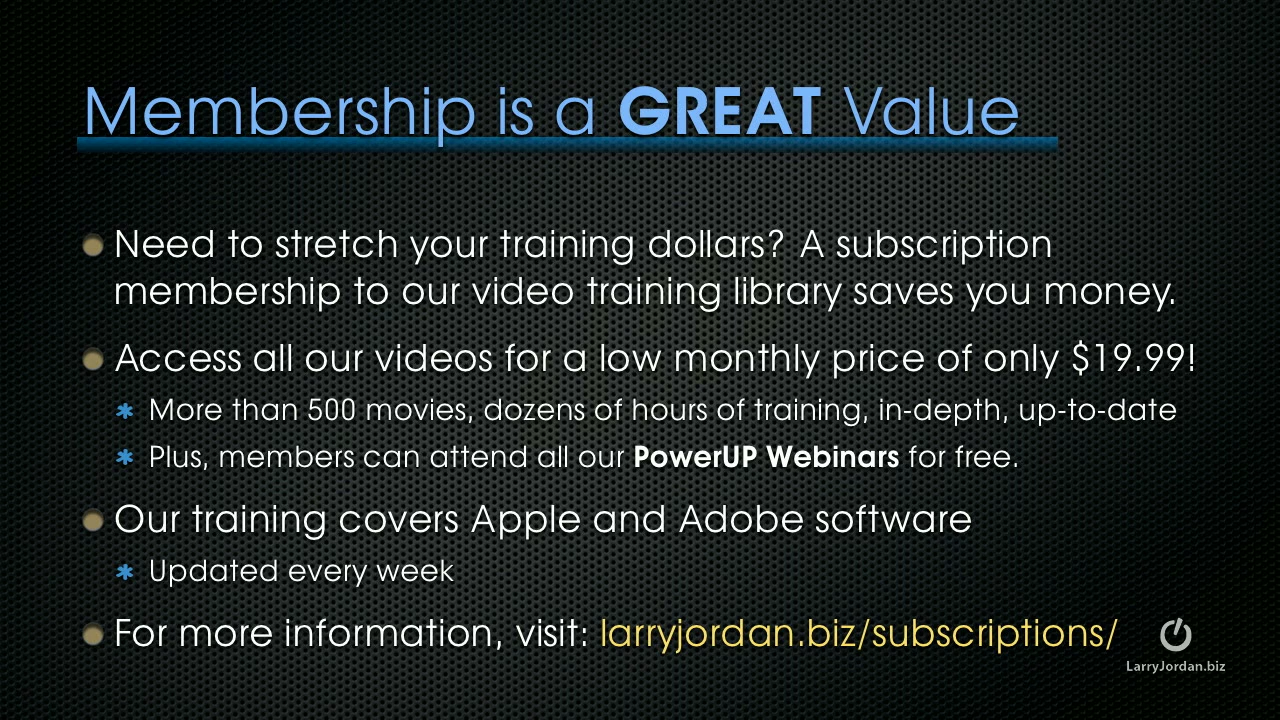 Membership is a GREAT Value
Need to stretch your training dollars? A subscription
membership to our video training library saves you money.
Access all our videos for a low monthly price of only $19.99!
More than 500 movies, dozens of hours of training, in-depth, up-to-date
Plus, members can attend all our PowerUP Webinars for free.
Our training covers Apple and Adobe software
Updated every week
For more information, visit: larryjordan.biz/subscriptions/
LarryJordan.biz